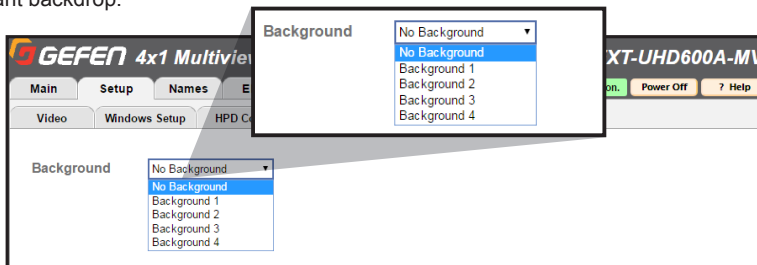 ant backdrop.
Background No Background
No Background
Background 1
Background 2
Background 3
Background 4
GEFEN 4x1 XT-UHD600A-MV
Main Setup Names E on. Power Off ? Help
Video Windows Setup HPD
Background No Background
No Background
Background 1
Background 2
Background 3
Background 4